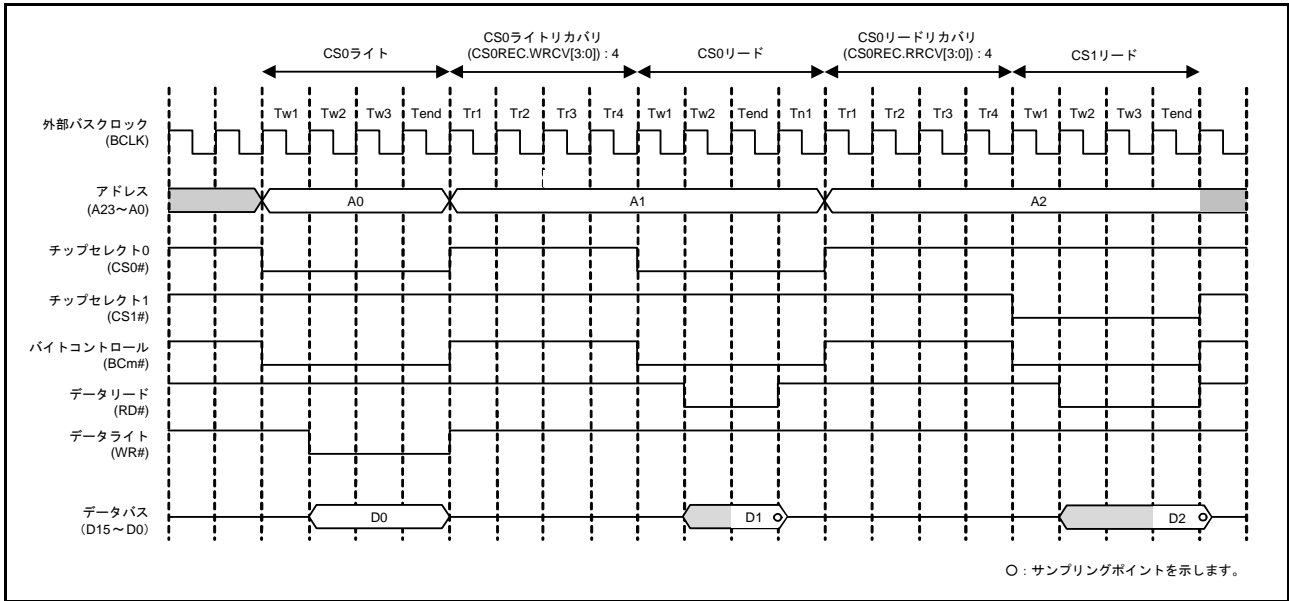 CS0ライト
CS0ライトリカバリ
(CS0REC.WRCV[3:0]) : 4
CS0リード
CS0リードリカバリ
(CS0REC.RRCV[3:0]) : 4
CS1リード
Tw1 Tw2 Tw3 Tend Tr1 Tr2 Tr3 Tr4 Tw1 Tw2 Tend Tn1 Tr1 Tr2 Tr3 Tr4 Tw1 Tw2 Tw3 Tend
外部バスクロック
(BCLK)
アドレス
(A23～A0)
A0 A1 A2
チップセレクト0
(CS0#)
チップセレクト1
(CS1#)
バイトコントロール
(BCm#)
データリード
(RD#)
データライト
(WR#)
データバス
(D15～D0)
D0 D1 D2
○ : サンプリングポイントを示します。